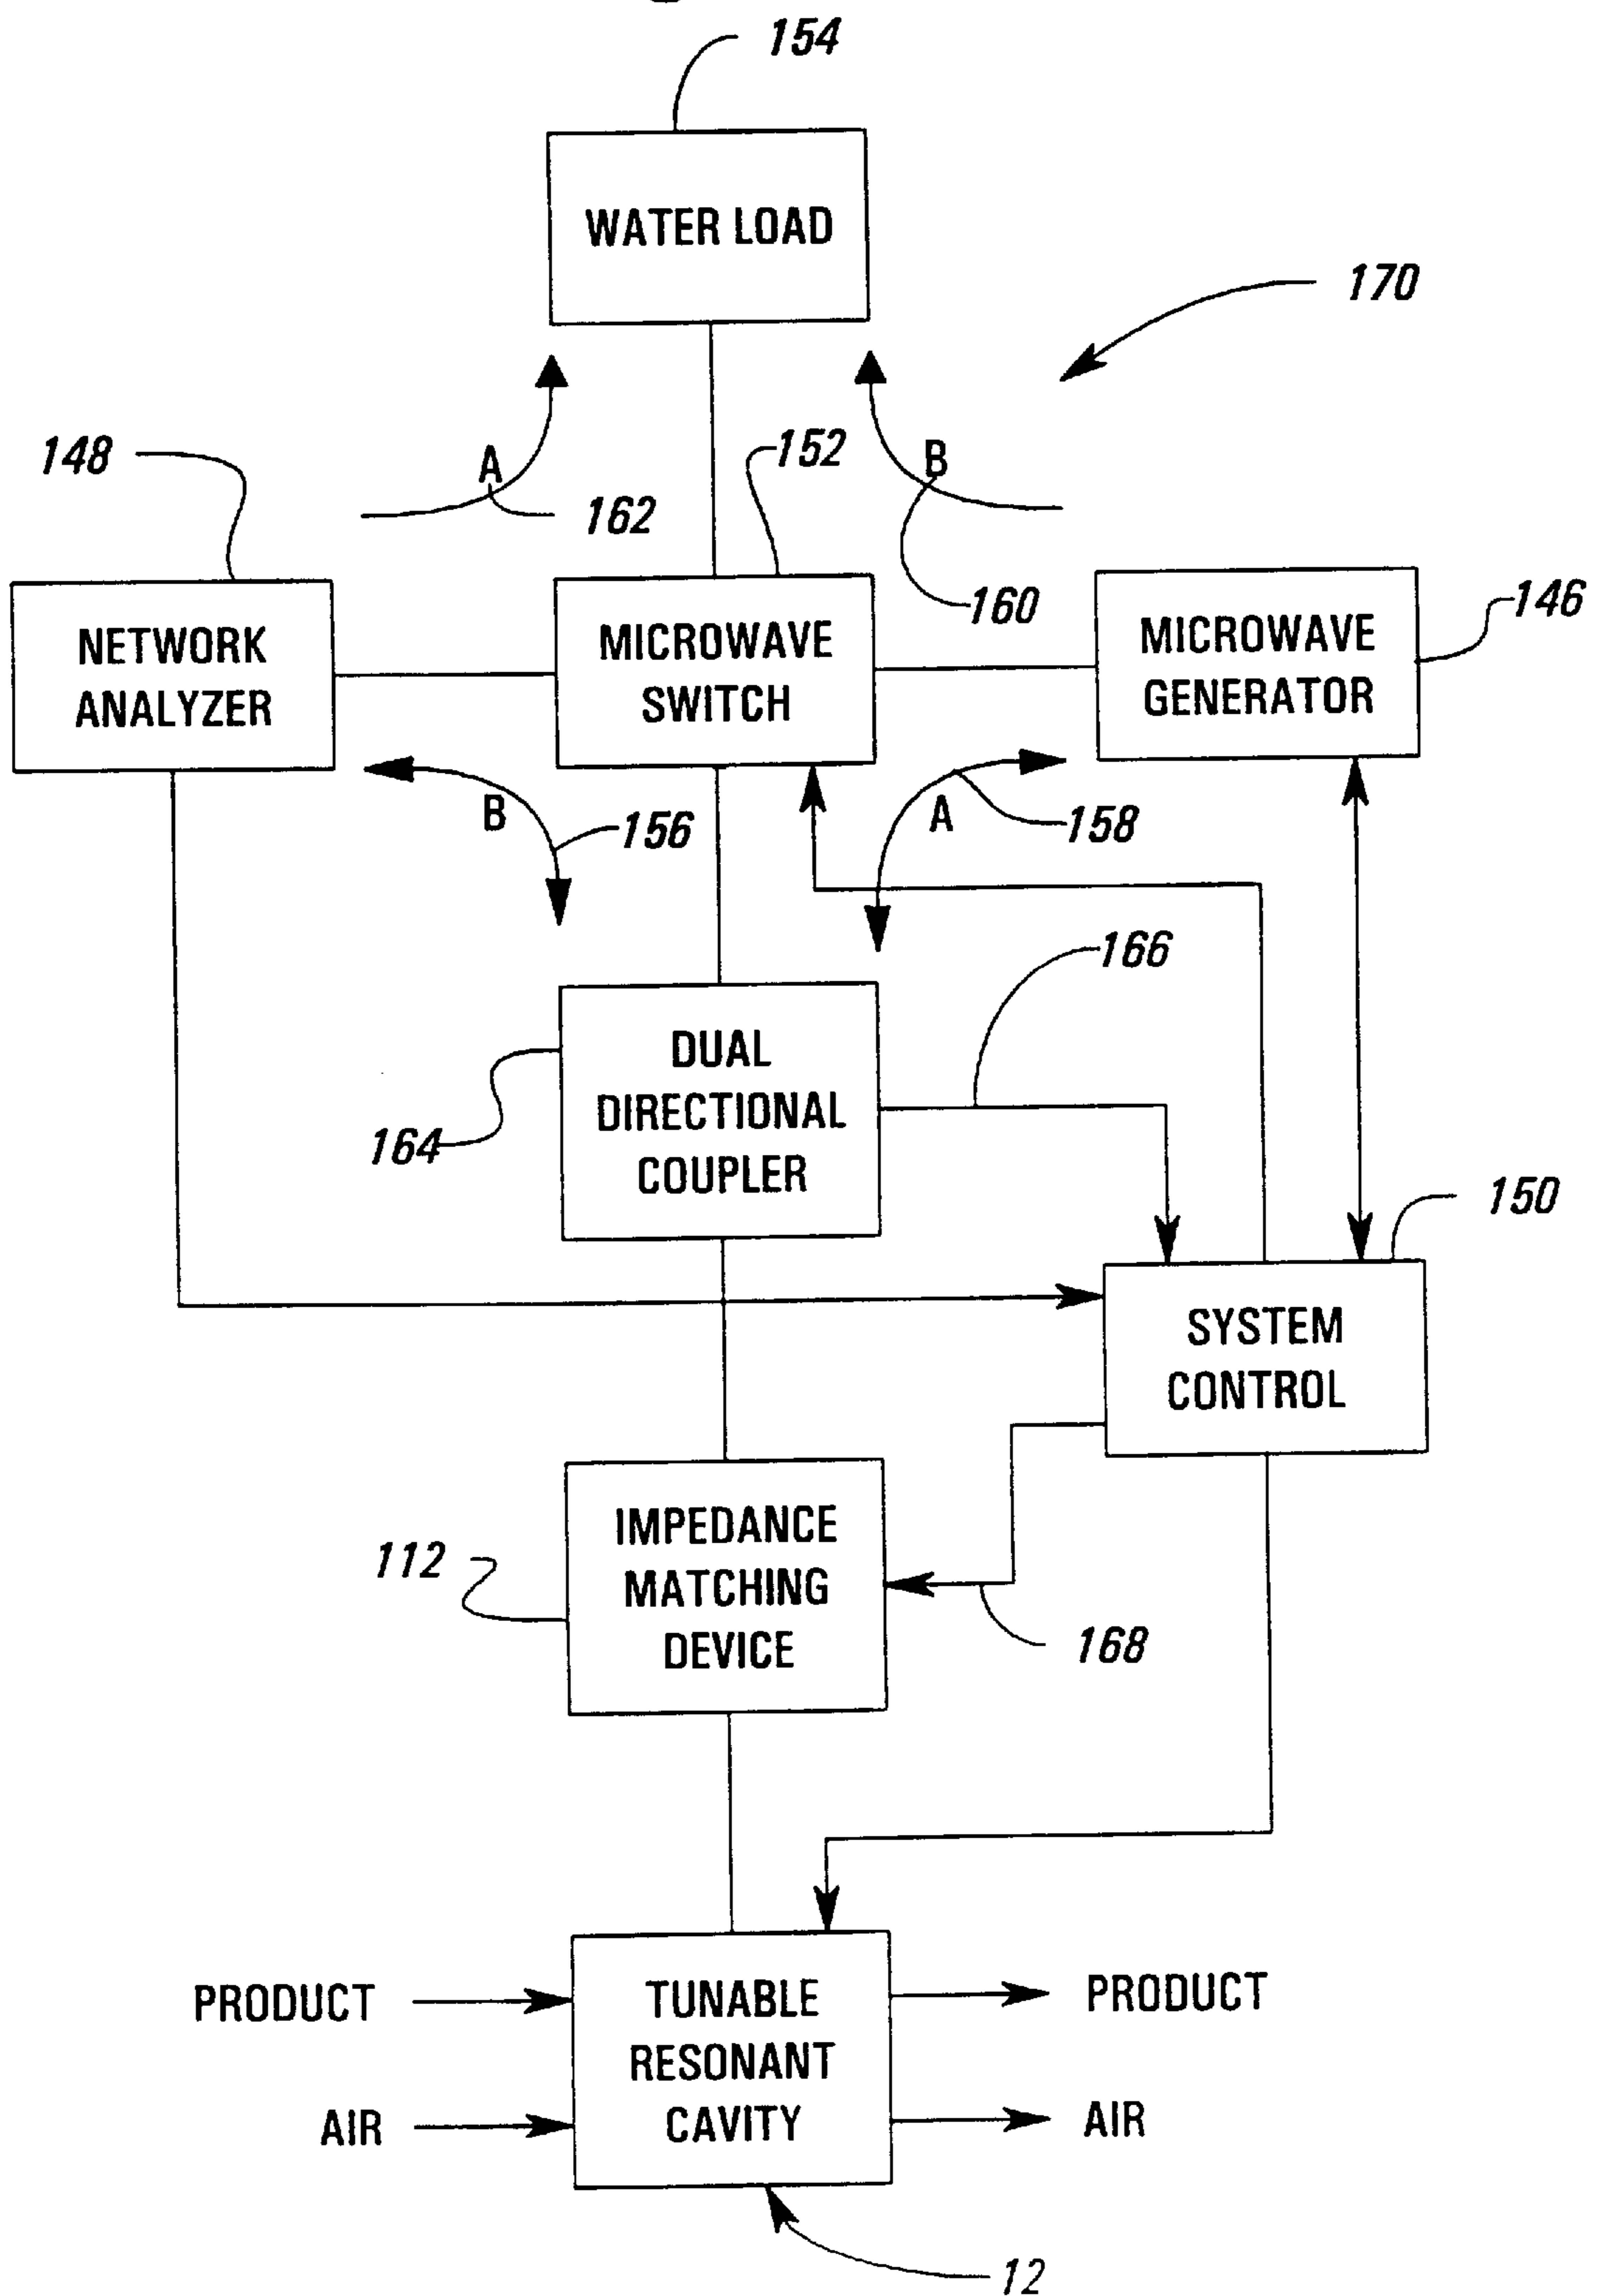 154
WATER LOAD
170
148
A
152
B
162
160
146
NETWORK
ANALYZER
MICROWAVE
SWITCH
MICROWAVE
GENERATOR
B
156
A
158
166
DUAL
DIRECTIONAL
COUPLER
164
150
SYSTEM
CONTROL
IMPEDANCE
MATCHING
DEVICE
112
168
PRODUCT
TUNABLE
RESONANT
CAVITY
PRODUCT
AIR
AIR
12